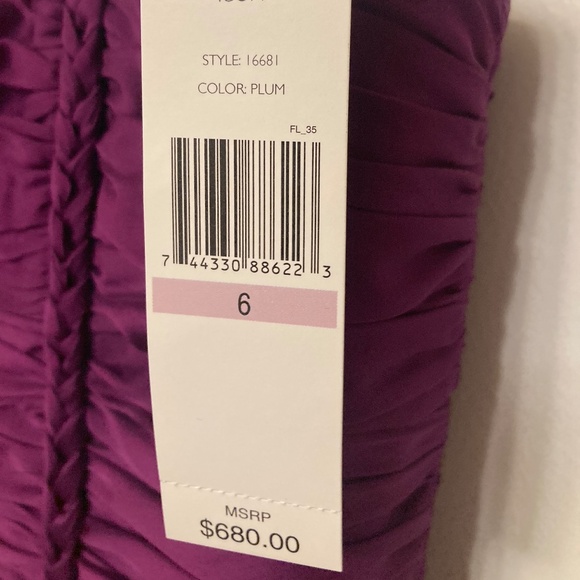 STYLE: 16681
COLOR: PLUM
FL_35
7 44330 88622 3
6
MSRP
$680.00